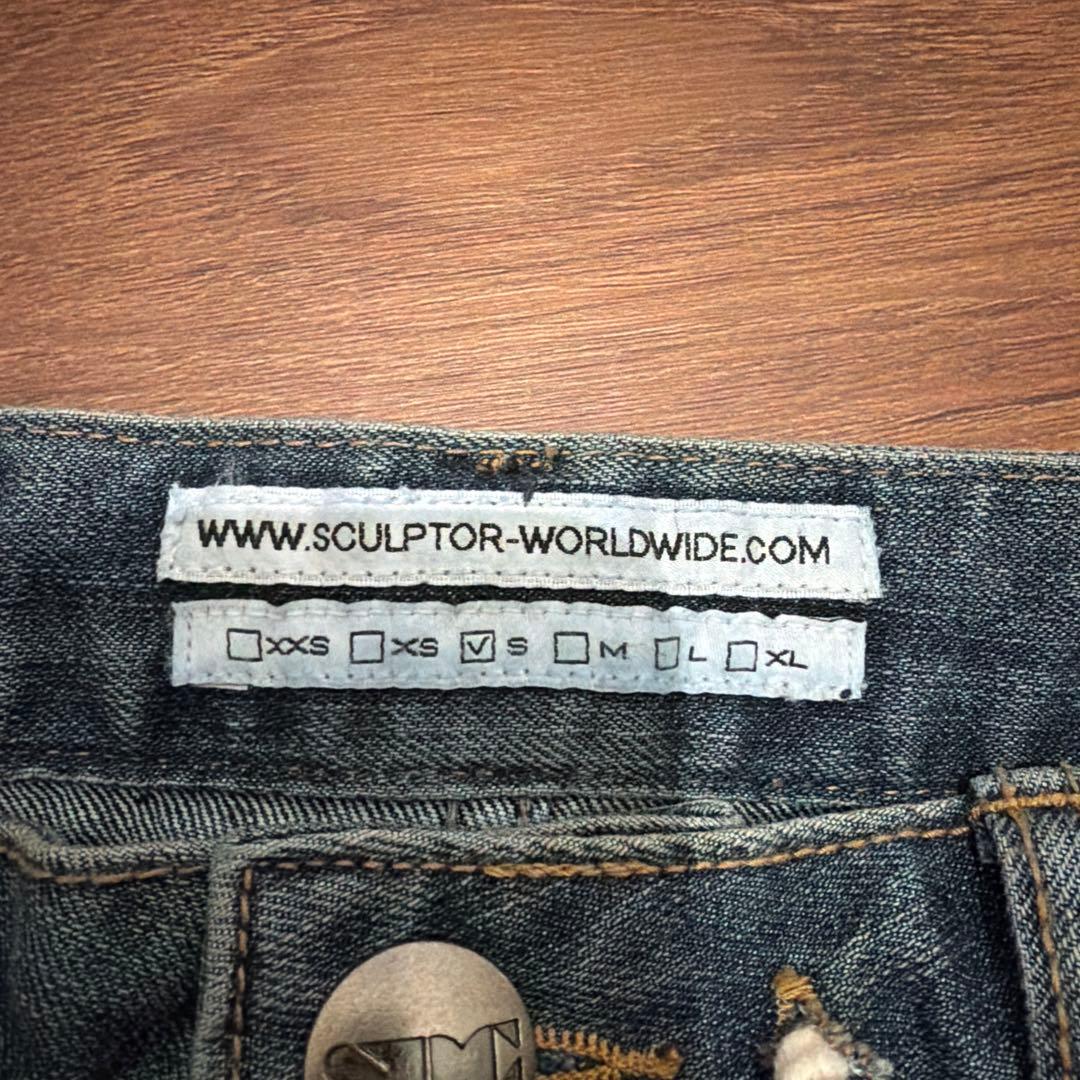 WWW.SCULPTOR-WORLDWIDE.COM
☐XXS ☐XS ☑ S ☐ M ☐ L ☐ XL